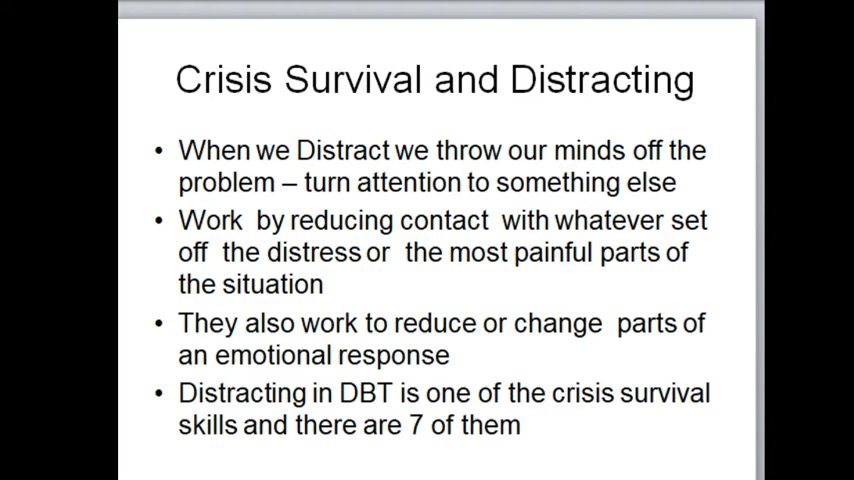 Crisis Survival and Distracting
• When we Distract we throw our minds off the
problem – turn attention to something else
• Work by reducing contact with whatever set
off the distress or the most painful parts of
the situation
• They also work to reduce or change parts of
an emotional response
• Distracting in DBT is one of the crisis survival
skills and there are 7 of them